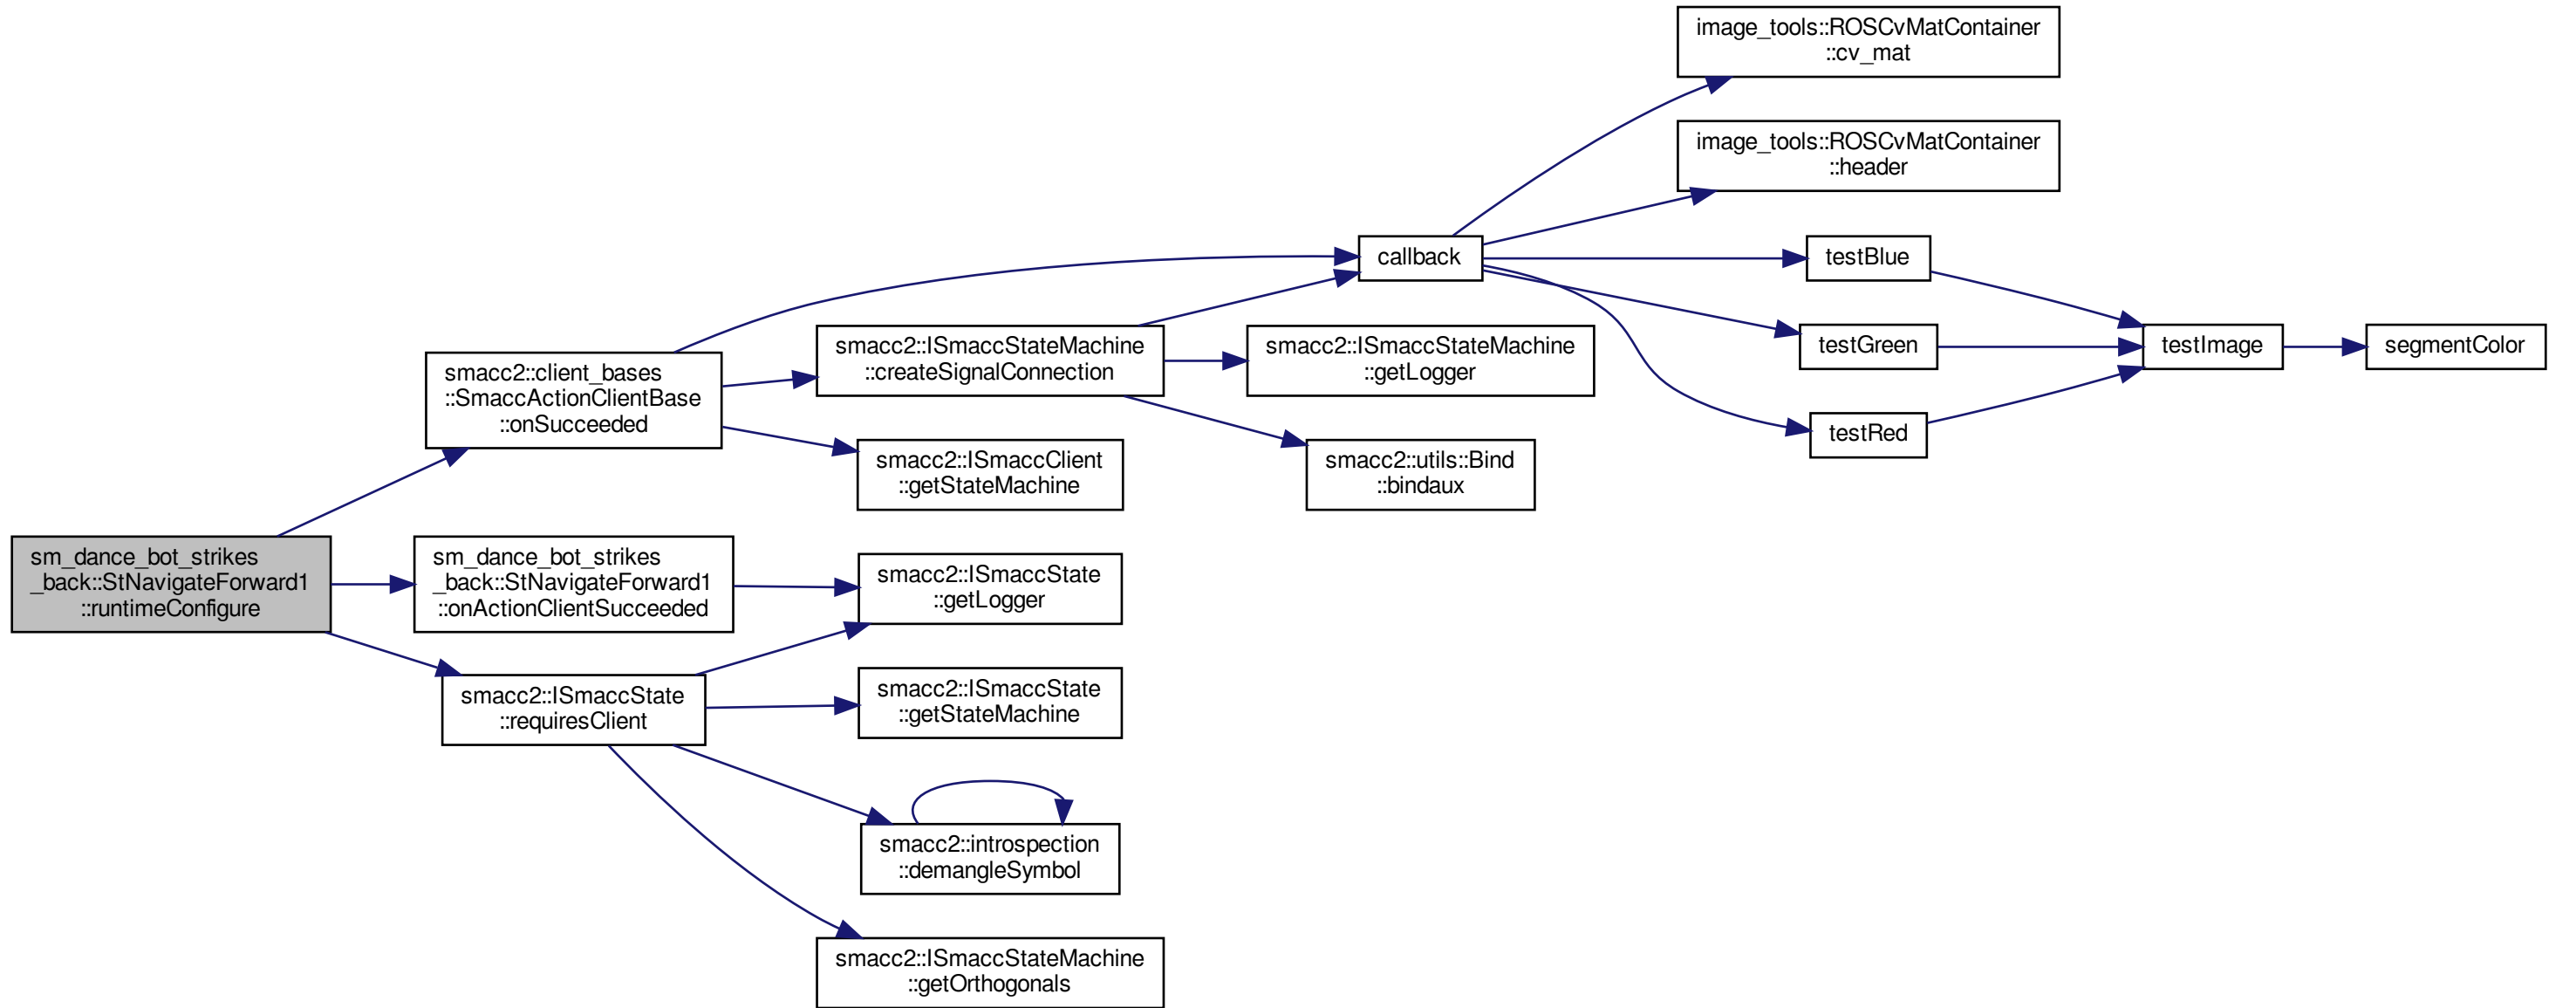 sm_dance_bot_strikes
_back::StNavigateForward1
::runtimeConfigure
smacc2::client_bases
::SmaccActionClientBase
::onSucceeded
sm_dance_bot_strikes
_back::StNavigateForward1
::onActionClientSucceeded
smacc2::ISmaccState
::requiresClient
smacc2::ISmaccStateMachine
::createSignalConnection
smacc2::ISmaccClient
::getStateMachine
smacc2::ISmaccState
::getLogger
smacc2::ISmaccState
::getStateMachine
smacc2::introspection
::demangleSymbol
smacc2::ISmaccStateMachine
::getOrthogonals
callback
smacc2::ISmaccStateMachine
::getLogger
smacc2::utils::Bind
::bindaux
image_tools::ROSCvMatContainer
::cv_mat
image_tools::ROSCvMatContainer
::header
testBlue
testGreen
testRed
testImage
segmentColor